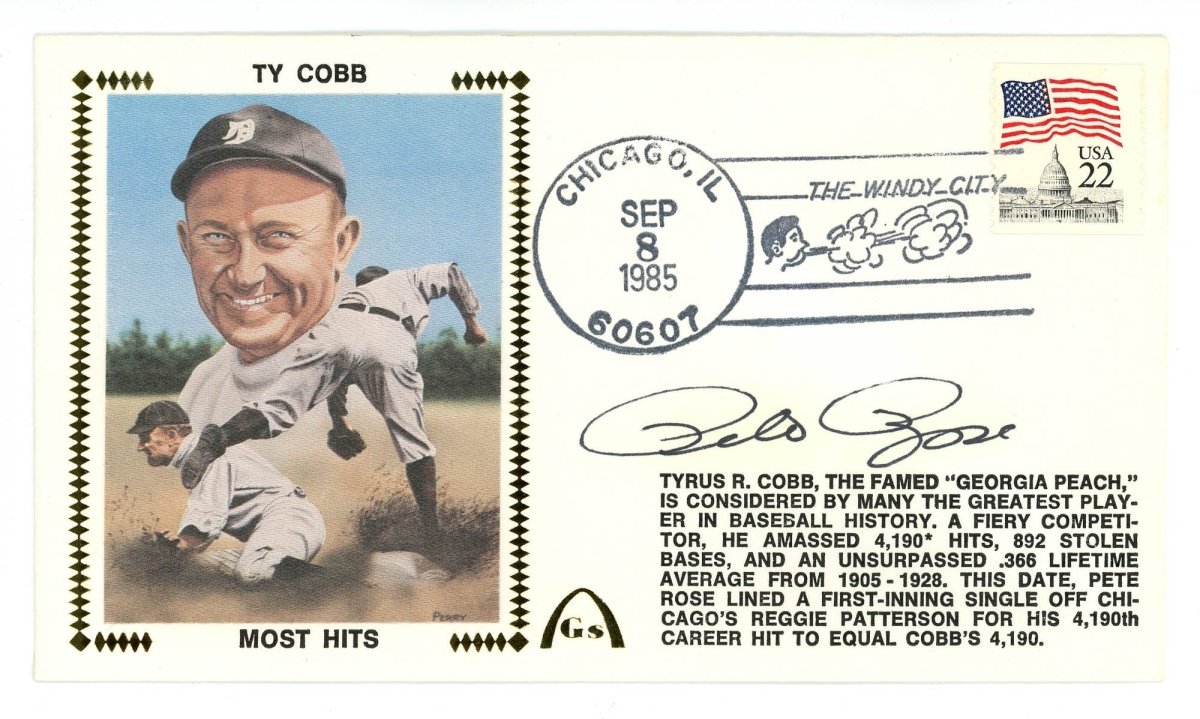 TY COBB
CHICAGO, IL
SEP
8
1985
60607
THE WINDY CITY
USA
22
Pete Rose
TYRUS R. COBB, THE FAMED "GEORGIA PEACH,"
IS CONSIDERED BY MANY THE GREATEST PLAY-
ER IN BASEBALL HISTORY. A FIERY COMPETI-
TOR, HE AMASSED 4,190* HITS, 892 STOLEN
BASES, AND AN UNSURPASSED .366 LIFETIME
AVERAGE FROM 1905 - 1928. THIS DATE, PETE
ROSE LINED A FIRST-INNING SINGLE OFF CHI-
CAGO'S REGGIE PATTERSON FOR HIS 4,190th
CAREER HIT TO EQUAL COBB'S 4,190.
D
PERRY
Gs
MOST HITS